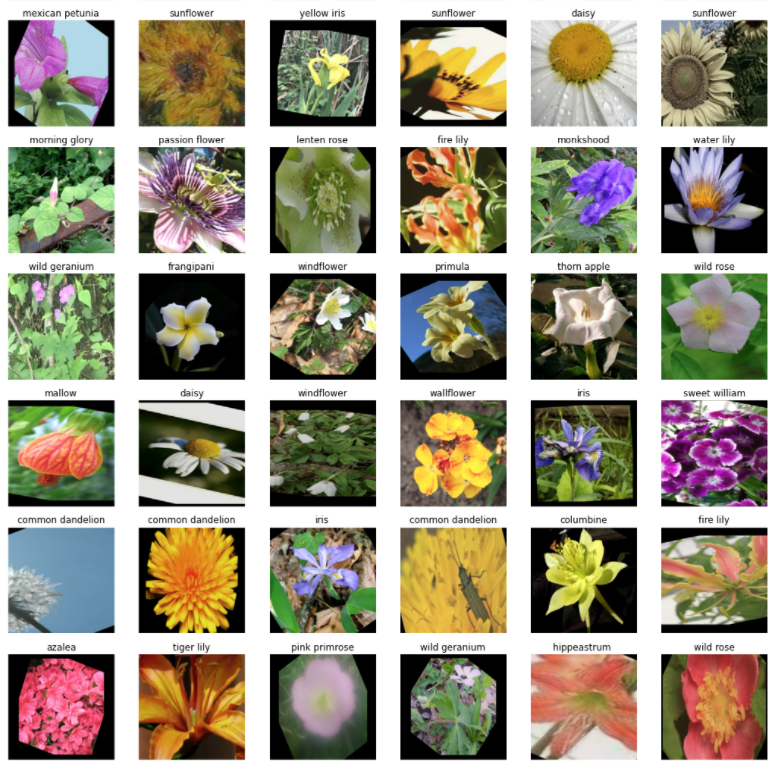 mexican petunia sunflower yellow iris sunflower daisy sunflower
morning glory passion flower lenten rose fire lily monkshood water lily
wild geranium frangipani windflower primula thorn apple wild rose
mallow daisy windflower wallflower iris sweet william
common dandelion common dandelion iris common dandelion columbine fire lily
azalea tiger lily pink primrose wild geranium hippeastrum wild rose